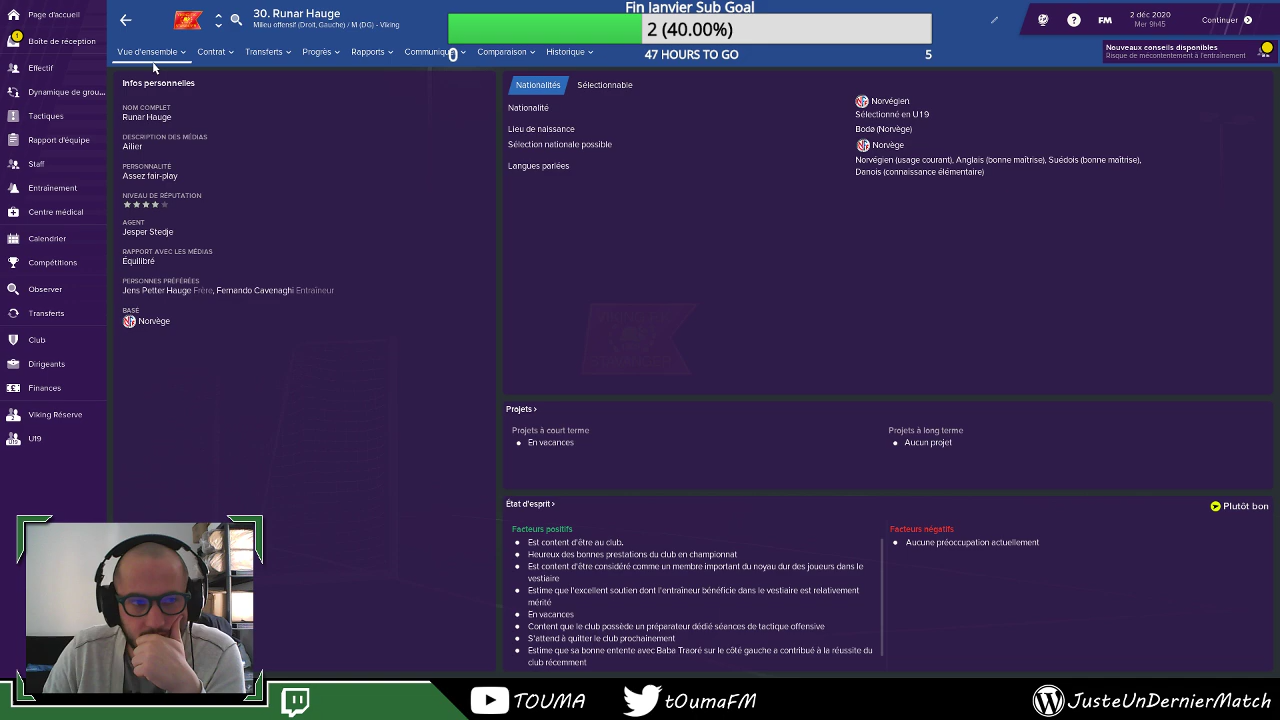 Fin Janvier Sub Goal
30. Runar Hauge
Milieu offensif (Droit, Gauche) / M (DG) - Viking
2 (40.00%)
0
47 HOURS TO GO
5
FM
2 déc 2020
Mer 9h45
Continuer
Nouveaux conseils disponibles
Risque de mécontentement à l'entraînement
Vue d'ensemble
Contrat
Transferts
Progrès
Rapports
Communiqué
Comparaison
Historique
Page d'accueil
1
Boîte de réception
Effectif
Dynamique de grou...
Tactiques
Rapport d'équipe
Staff
Entraînement
Centre médical
Calendrier
Compétitions
Observer
Transferts
Club
Dirigeants
Finances
Viking Réserve
U19
Infos personnelles
NOM COMPLET
Runar Hauge
DESCRIPTION DES MÉDIAS
Ailier
PERSONNALITÉ
Assez fair-play
NIVEAU DE RÉPUTATION
AGENT
Jesper Stedje
RAPPORT AVEC LES MÉDIAS
Equilibré
PERSONNES PRÉFÉRÉES
Jens Petter Hauge Frère, Fernando Cavenaghi Entraîneur
BASÉ
Norvège
Nationalités
Sélectionnable
Nationalité
Norvégien
Sélectionné en U19
Lieu de naissance
Bodø (Norvège)
Sélection nationale possible
Norvège
Langues parlées
Norvégien (usage courant), Anglais (bonne maîtrise), Suédois (bonne maîtrise),
Danois (connaissance élémentaire)
Projets >
Projets à court terme
En vacances
Projets à long terme
Aucun projet
État d'esprit >
Plutôt bon
Facteurs positifs
Est content d'être au club.
Heureux des bonnes prestations du club en championnat
Est content d'être considéré comme un membre important du noyau dur des joueurs dans le
vestiaire
Estime que l'excellent soutien dont l'entraîneur bénéficie dans le vestiaire est relativement
mérité
En vacances
Content que le club possède un préparateur dédié séances de tactique offensive
S'attend à quitter le club prochainement
Estime que sa bonne entente avec Baba Traoré sur le côté gauche a contribué à la réussite du
club récemment
Facteurs négatifs
Aucune préoccupation actuellement
TOUMA
tOumaFM
JusteUnDernierMatch